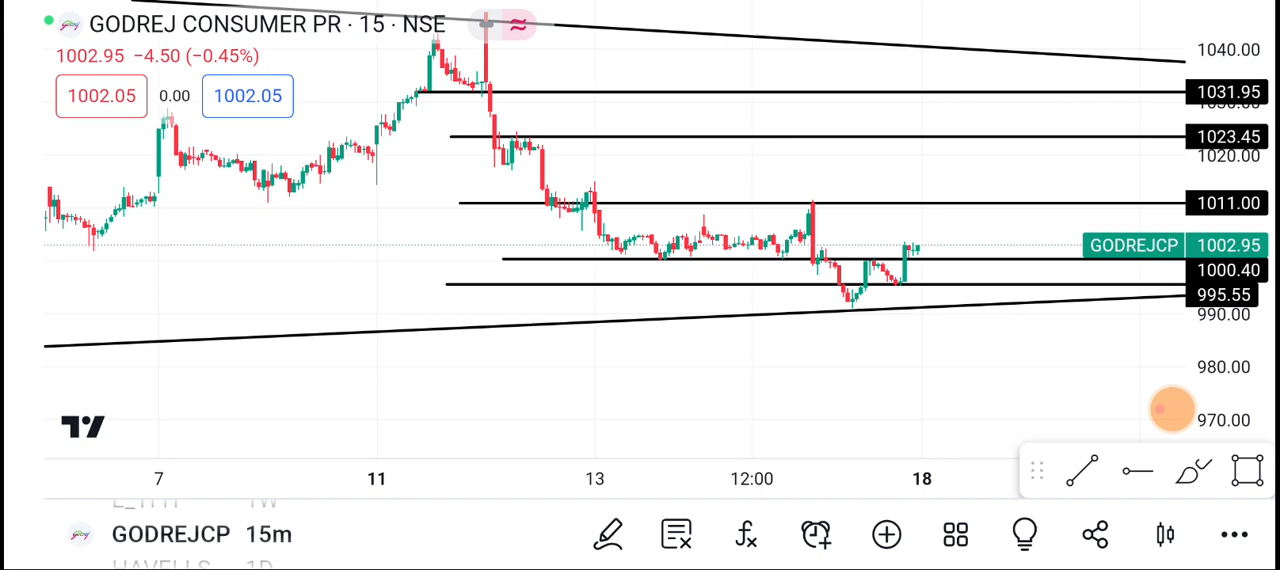 GODREJ CONSUMER PR · 15 · NSE
1002.95 −4.50 (−0.45%)
1002.05 0.00 1002.05
1040.00
1031.95
1023.45
1020.00
1011.00
GODREJCP 1002.95
1000.40
995.55
990.00
980.00
970.00
7 11 13 12:00 18
GODREJCP 15m
HAVELLS 1D